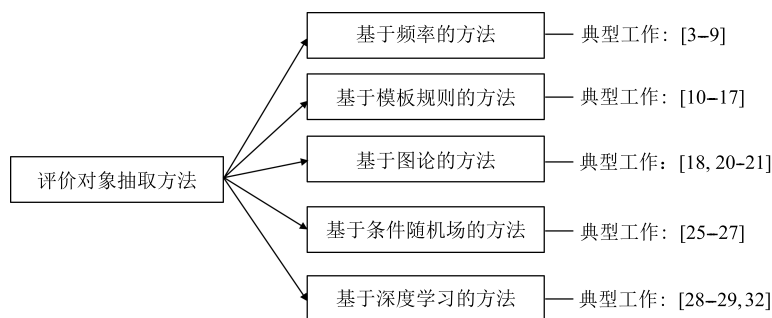 基于频率的方法 典型工作: [3-9]
基于模板规则的方法 典型工作: [10-17]
基于图论的方法 典型工作: [18, 20-21]
评价对象抽取方法
基于条件随机场的方法 典型工作: [25-27]
基于深度学习的方法 典型工作: [28-29,32]